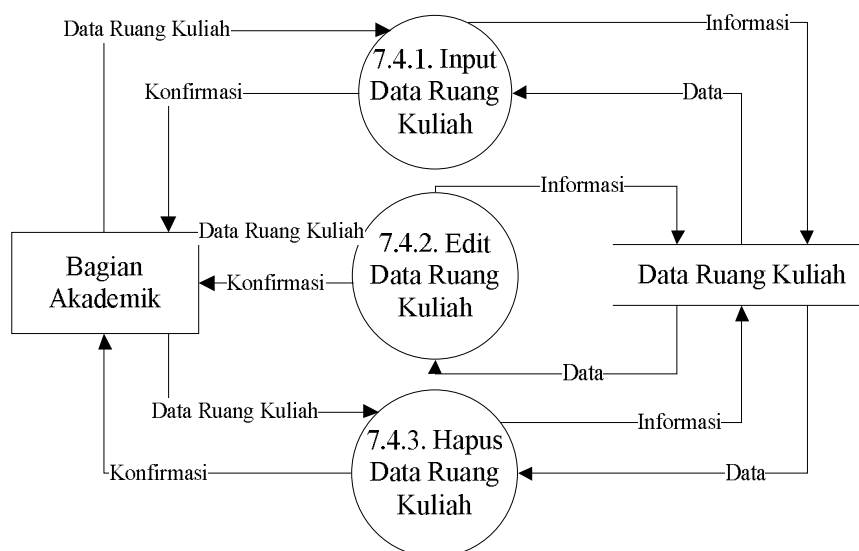 Data Ruang Kuliah
Informasi
7.4.1. Input
Data Ruang
Kuliah
Konfirmasi
Data
Informasi
Data Ruang Kuliah
7.4.2. Edit
Data Ruang
Kuliah
Bagian
Akademik
Konfirmasi
Data Ruang Kuliah
Data
Data Ruang Kuliah
Informasi
7.4.3. Hapus
Data Ruang
Kuliah
Konfirmasi
Data